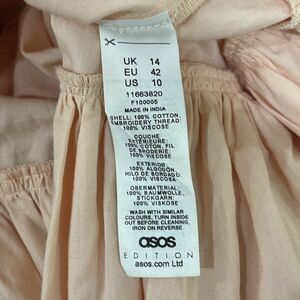 UK 14
EU 42
US 10
11663820
F100005
MADE IN INDIA
SHELL: 100% COTTON,
EMBROIDERY THREAD:
100% VISCOSE
COUCHE
EXTÉRIEURE:
100% COTON, FIL
DE BRODERIE:
100% VISCOSE
EXTERIOR:
100% ALGODÓN,
HILO DE BORDADO:
100% VISCOSE
OBERMATERIAL:
100% BAUMWOLLE,
STICKGARN:
100% VISKOSE
WASH WITH SIMILAR
COLOURS, TURN INSIDE
OUT BEFORE CLEANING,
IRON ON REVERSE
asos
EDITION
asos.com Ltd